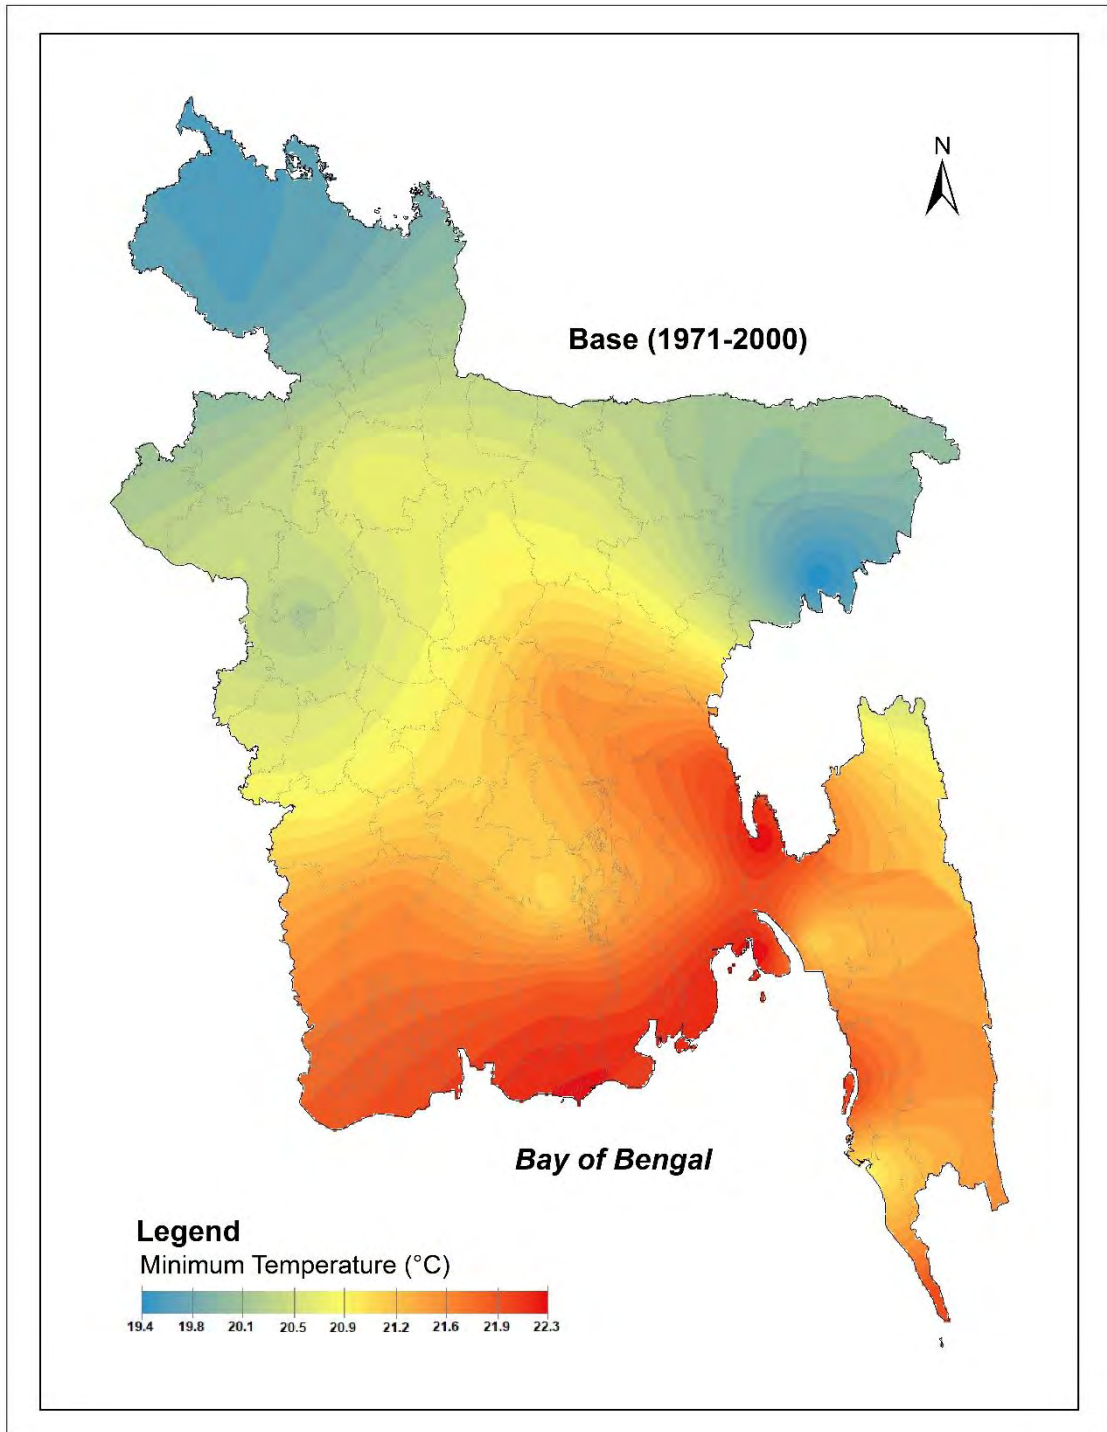 N
Base (1971-2000)
Bay of Bengal
Legend
Minimum Temperature (°C)
19.4 19.8 20.1 20.5 20.9 21.2 21.6 21.9 22.3